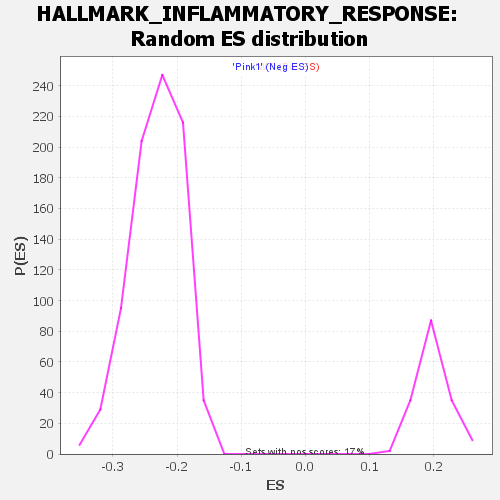 HALLMARK_INFLAMMATORY_RESPONSE:
Random ES distribution
'Pink1' (Neg ES)S)
P(ES)
240
220
200
180
160
140
120
100
80
60
40
20
0
Sets with pos scores: 17%
-0.3 -0.2 -0.1 0.0 0.1 0.2
ES